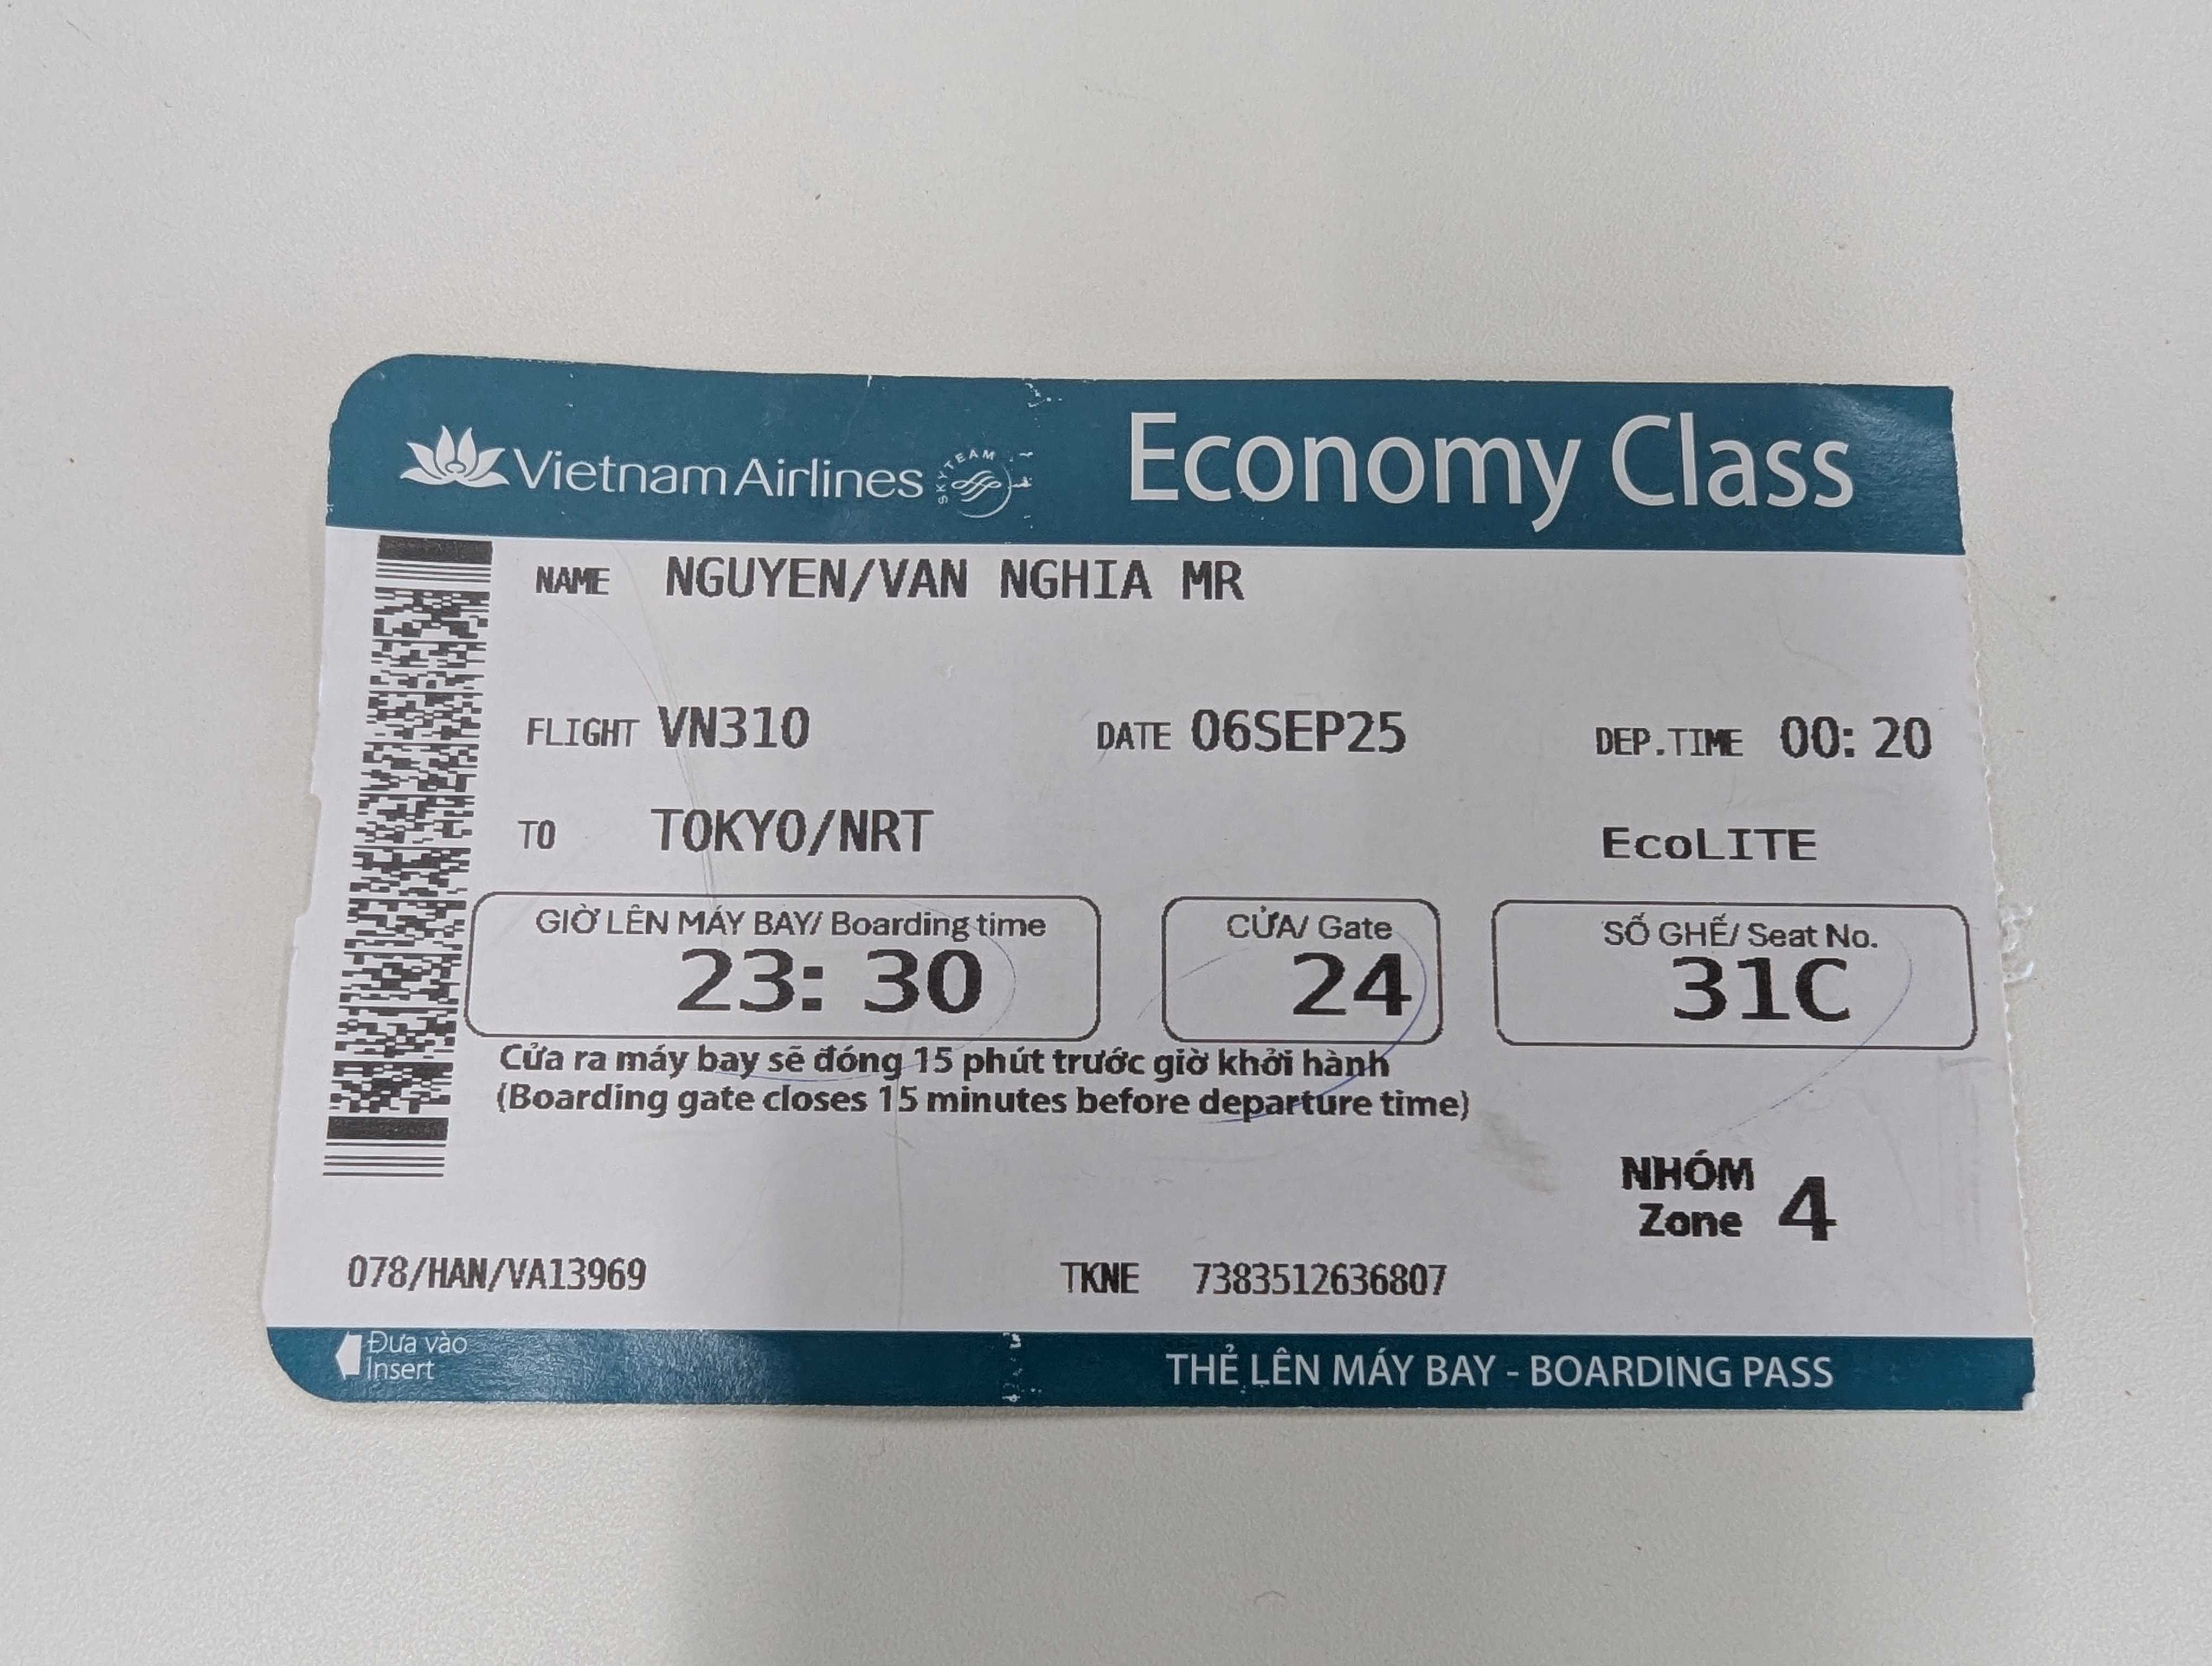 Vietnam Airlines SKYTEAM Economy Class
NAME NGUYEN/VAN NGHIA MR
FLIGHT VN310 DATE 06SEP25 DEP.TIME 00: 20
TO TOKYO/NRT EcoLITE
GIỜ LÊN MÁY BAY/ Boarding time CỬA/ Gate SỐ GHẾ/ Seat No.
23: 30 24 31C
Cửa ra máy bay sẽ đóng 15 phút trước giờ khởi hành
(Boarding gate closes 15 minutes before departure time)
NHÓM
Zone 4
078/HAN/VA13969 TKNE 7383512636807
Đưa vào
Insert
THẺ LÊN MÁY BAY - BOARDING PASS